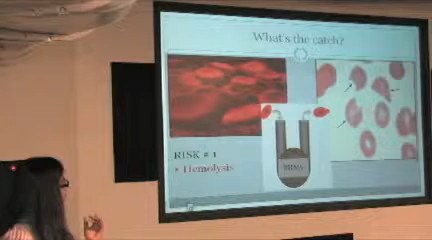 What's the catch?
RISK # 1
• Hemolysis